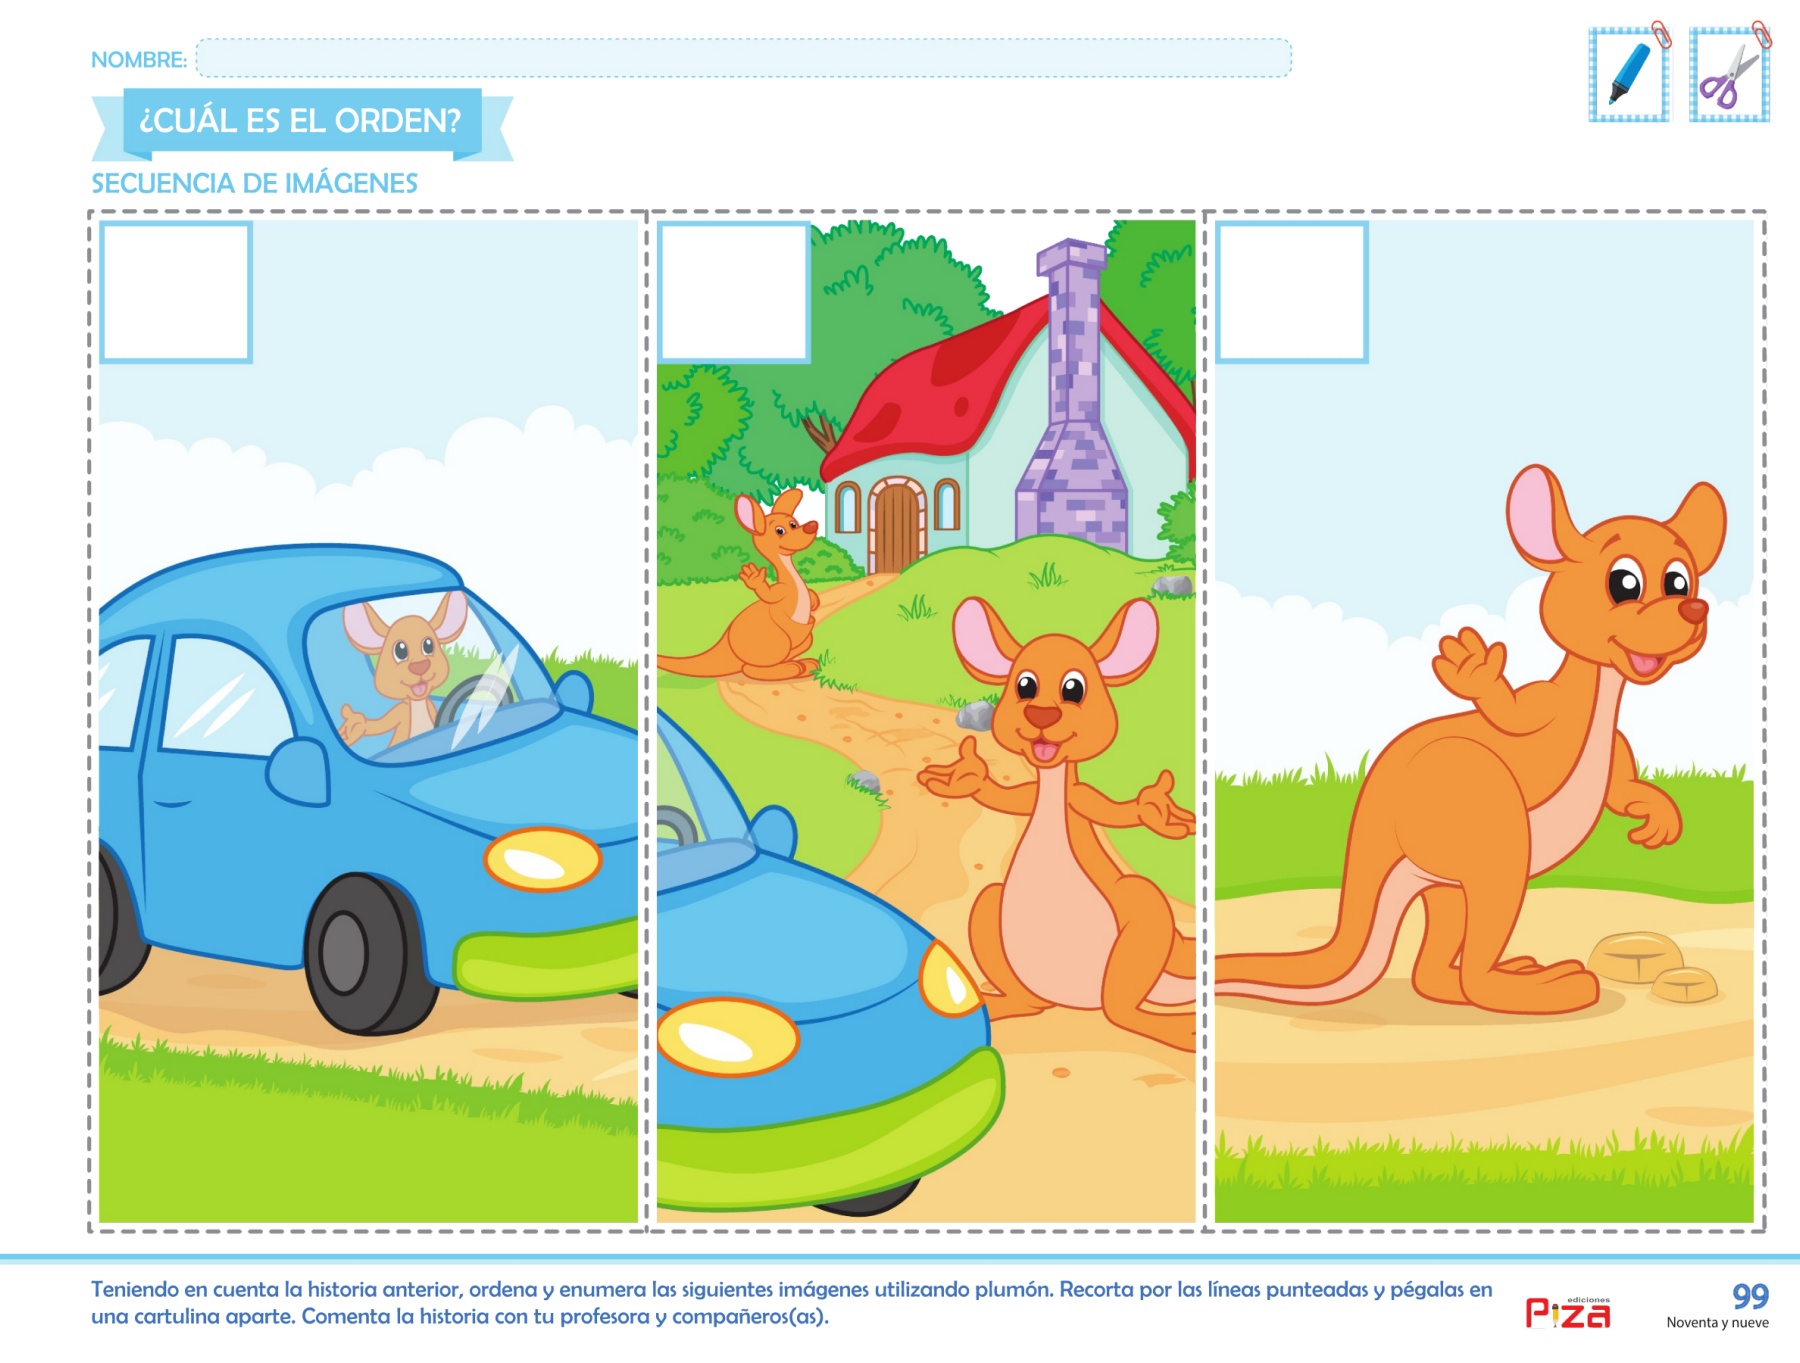 NOMBRE:
¿CUÁL ES EL ORDEN?
SECUENCIA DE IMÁGENES
Teniendo en cuenta la historia anterior, ordena y enumera las siguientes imágenes utilizando plumón. Recorta por las líneas punteadas y pégalas en
una cartulina aparte. Comenta la historia con tu profesora y compañeros(as).
ediciones
Piza
99
Noventa y nueve